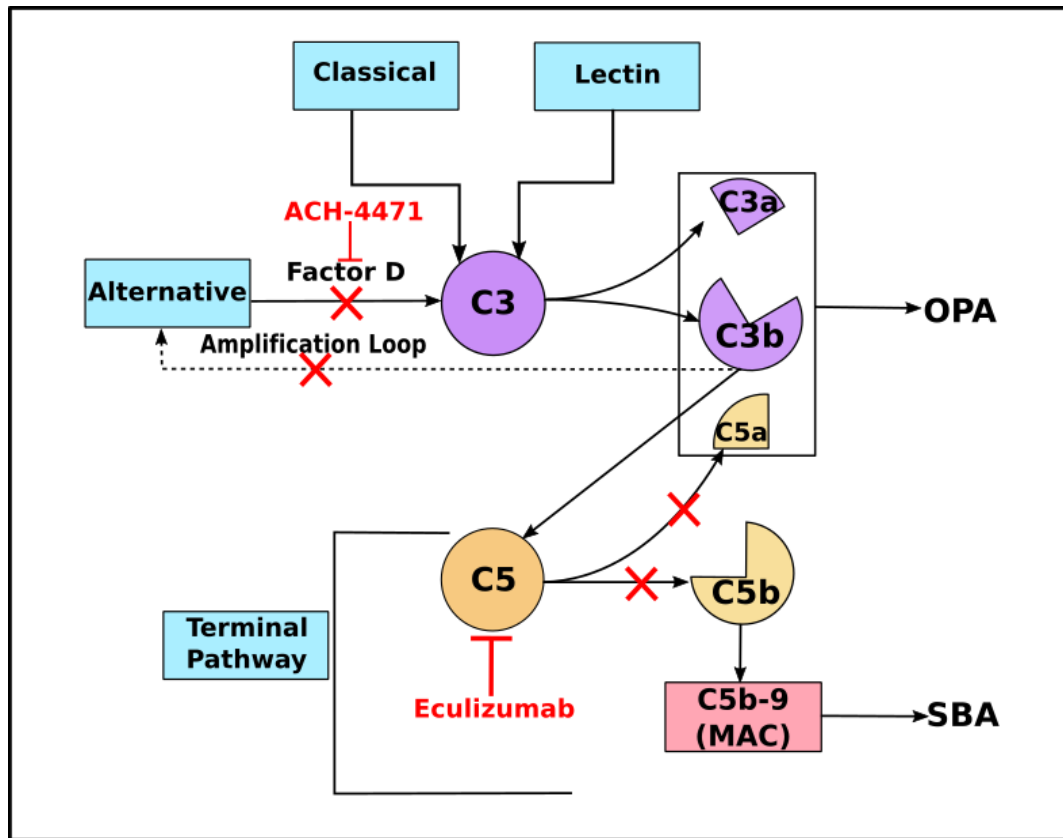 Classical
Lectin
ACH-4471
Factor D
Alternative
Amplification Loop
C3
C3a
C3b
C5a
OPA
C5
C5b
Terminal
Pathway
Eculizumab
C5b-9
(MAC)
SBA